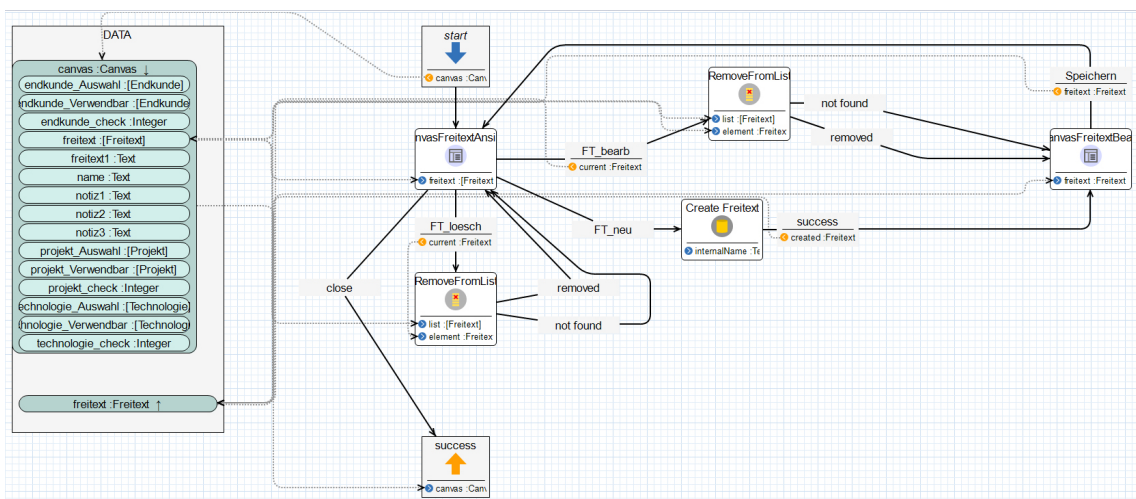 DATA
canvas :Canvas ↓
endkunde_Auswahl :[Endkunde]
endkunde_Verwendbar :[Endkunde
endkunde_check :Integer
freitext :[Freitext]
freitext1 :Text
name :Text
notiz1 :Text
notiz2 :Text
notiz3 :Text
projekt_Auswahl :[Projekt]
projekt_Verwendbar :[Projekt]
projekt_check :Integer
echnologie_Auswahl :[Technologie
hnologie_Verwendbar :[Technolog
technologie_check :Integer
freitext :Freitext ↑
start
canvas :Canv
nvasFreitextAnsi
freitext :[Freitext
FT_bearb
current :Freitext
RemoveFromList
list :[Freitext]
element :Freitex
not found
removed
Speichern
freitext :Freitext
anvasFreitextBea
freitext :Freitext
FT_loesch
current :Freitext
FT_neu
Create Freitext
internalName :Te
success
created :Freitext
RemoveFromList
list :[Freitext]
element :Freitex
removed
not found
close
success
canvas :Canv